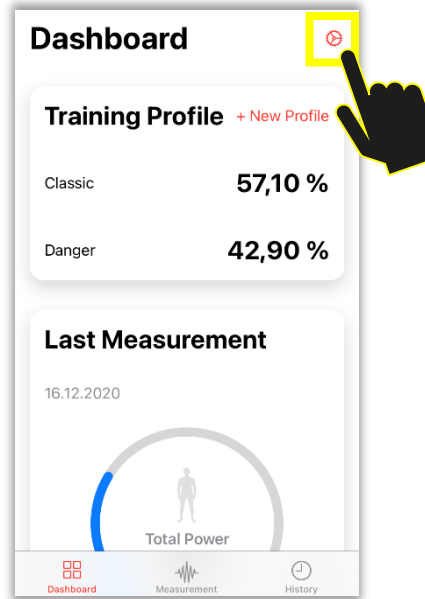 Dashboard
Training Profile + New Profile
Classic 57,10 %
Danger 42,90 %
Last Measurement
16.12.2020
Total Power
Dashboard Measurement History